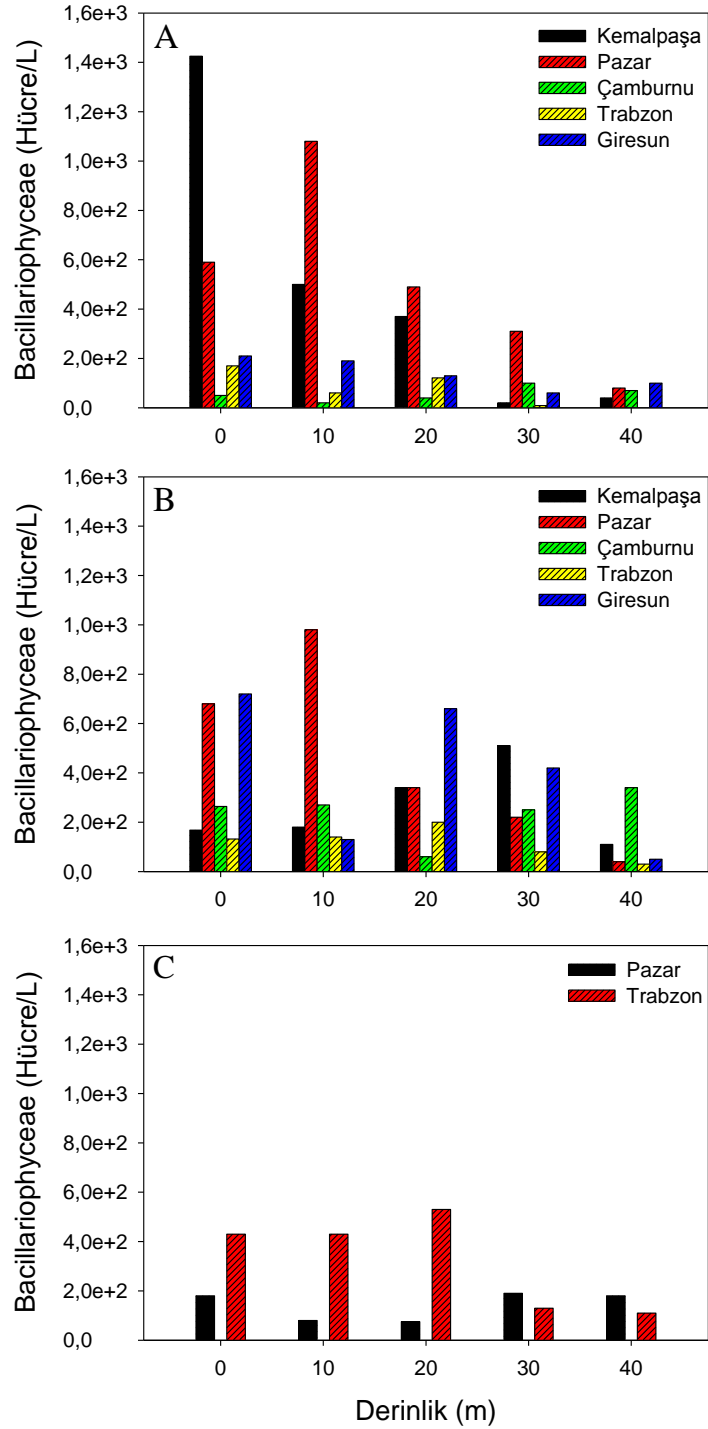 A
Bacillariophyceae (Hücre/L)
1,6e+3
1,4e+3
1,2e+3
1,0e+3
8,0e+2
6,0e+2
4,0e+2
2,0e+2
0,0
Kemalpaşa
Pazar
Çamburnu
Trabzon
Giresun
0 10 20 30 40
B
Bacillariophyceae (Hücre/L)
1,6e+3
1,4e+3
1,2e+3
1,0e+3
8,0e+2
6,0e+2
4,0e+2
2,0e+2
0,0
Kemalpaşa
Pazar
Çamburnu
Trabzon
Giresun
0 10 20 30 40
C
Bacillariophyceae (Hücre/L)
1,6e+3
1,4e+3
1,2e+3
1,0e+3
8,0e+2
6,0e+2
4,0e+2
2,0e+2
0,0
Pazar
Trabzon
0 10 20 30 40
Derinlik (m)